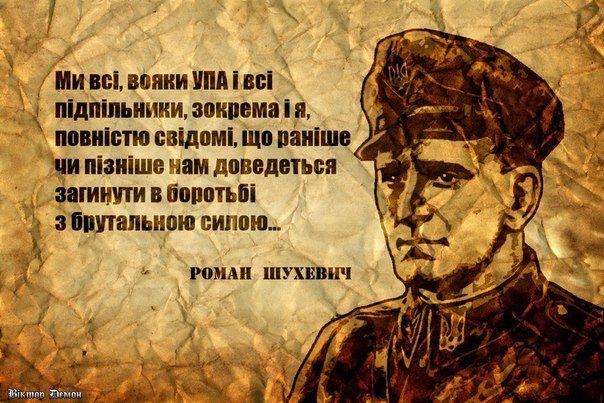 Ми всі, вояки УПА і всі
підпільники, зокрема і я,
повністю свідомі, що раніше
чи пізніше нам доведеться
загинути в боротьбі
з брутальною силою...
РОМАН ШУХЕВИЧ
Віктор Демон